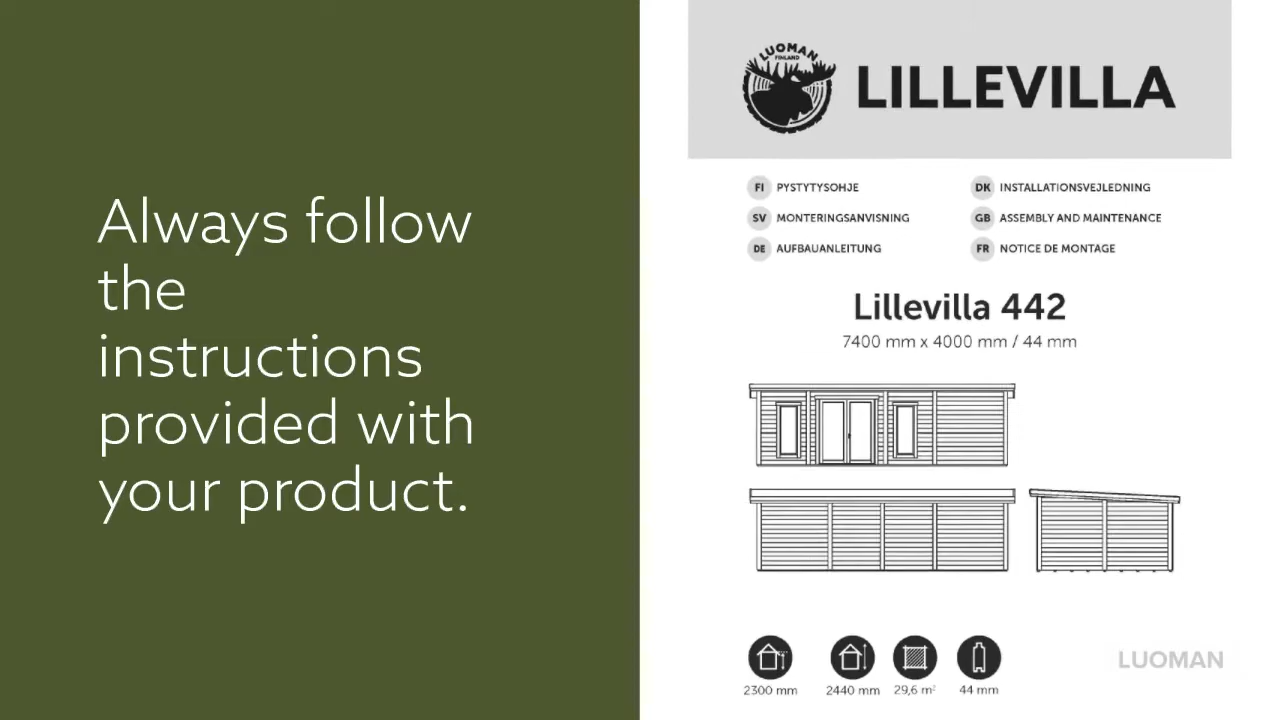 Always follow
the
instructions
provided with
your product.
LUOMAN
FINLAND
LILLEVILLA
FI PYSTYTYSOHJE
SV MONTERINGSANVISNING
DE AUFBAUANLEITUNG
DK INSTALLATIONSVEJLEDNING
GB ASSEMBLY AND MAINTENANCE
FR NOTICE DE MONTAGE
Lillevilla 442
7400 mm x 4000 mm / 44 mm
2300 mm
2440 mm
29,6 m²
44 mm
LUOMAN